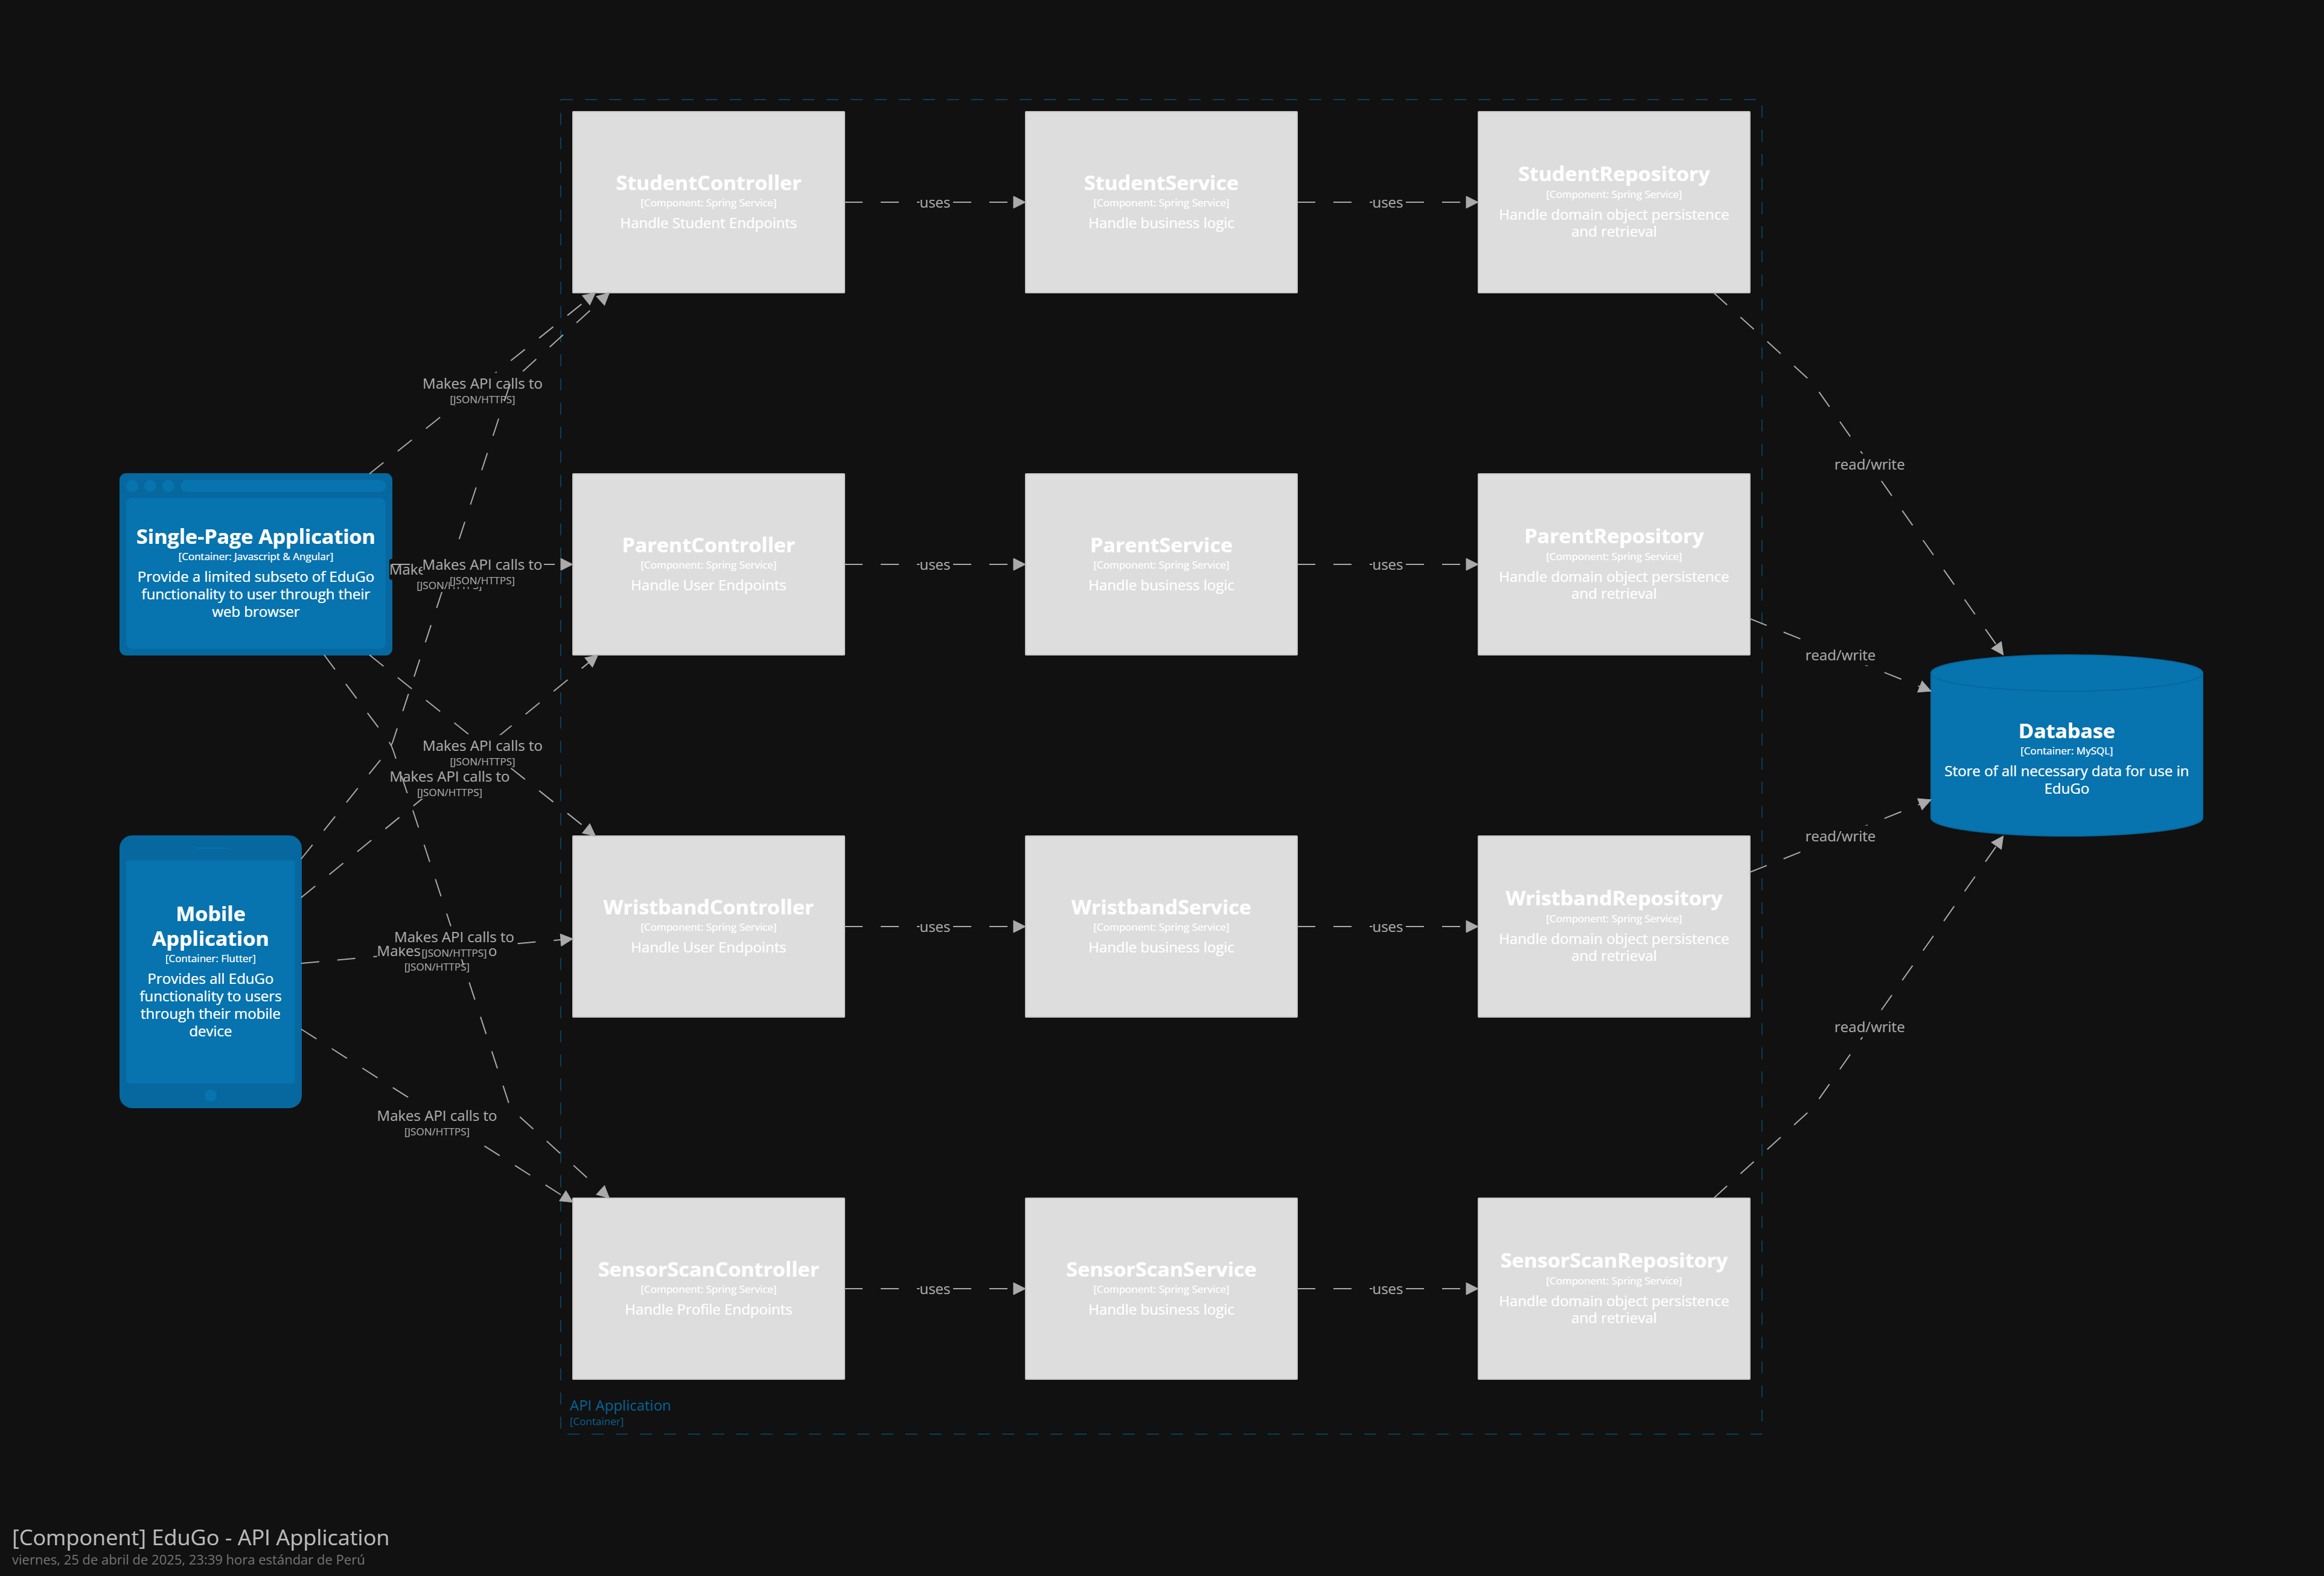 StudentController
[Component: Spring Service]
Handle Student Endpoints
uses
StudentService
[Component: Spring Service]
Handle business logic
uses
StudentRepository
[Component: Spring Service]
Handle domain object persistence
and retrieval
Makes API calls to
[JSON/HTTPS]
read/write
Single-Page Application
[Container: Javascript & Angular]
Provide a limited subseto of EduGo
functionality to user through their
web browser
Makes API calls to
[JSON/HTTPS]
[JSON/HTTPS]
ParentController
[Component: Spring Service]
Handle User Endpoints
uses
ParentService
[Component: Spring Service]
Handle business logic
uses
ParentRepository
[Component: Spring Service]
Handle domain object persistence
and retrieval
read/write
Makes API calls to
[JSON/HTTPS]
Makes API calls to
[JSON/HTTPS]
Database
[Container: MySQL]
Store of all necessary data for use in
EduGo
read/write
Mobile
Application
[Container: Flutter]
Provides all EduGo
functionality to users
through their mobile
device
Makes API calls to
[JSON/HTTPS]
Makes
[JSON/HTTPS]
WristbandController
[Component: Spring Service]
Handle User Endpoints
uses
WristbandService
[Component: Spring Service]
Handle business logic
uses
WristbandRepository
[Component: Spring Service]
Handle domain object persistence
and retrieval
read/write
Makes API calls to
[JSON/HTTPS]
SensorScanController
[Component: Spring Service]
Handle Profile Endpoints
uses
SensorScanService
[Component: Spring Service]
Handle business logic
uses
SensorScanRepository
[Component: Spring Service]
Handle domain object persistence
and retrieval
API Application
[Container]
[Component] EduGo - API Application
viernes, 25 de abril de 2025, 23:39 hora estándar de Perú